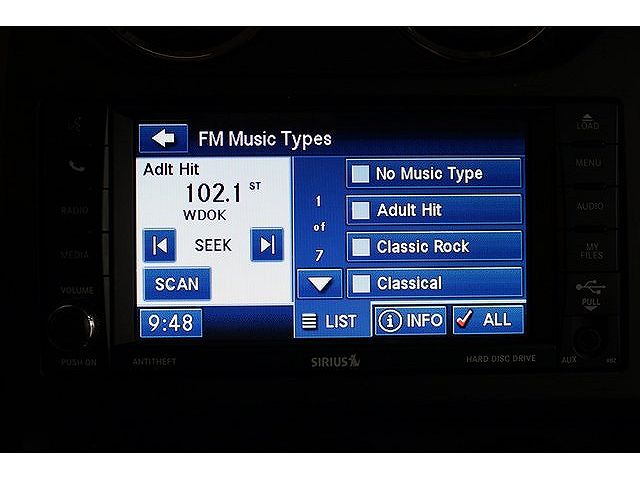 FM Music Types
Adlt Hit
102.1 ST
WDOK
SEEK
SCAN
9:48
1
of
7
No Music Type
Adult Hit
Classic Rock
Classical
LIST
INFO
ALL
RADIO
MEDIA
VOLUME
PUSH ON
ANTITHEFT
SIRIUS
HARD DISC DRIVE
LOAD
MENU
AUDIO
MY
FILES
PULL
AUX